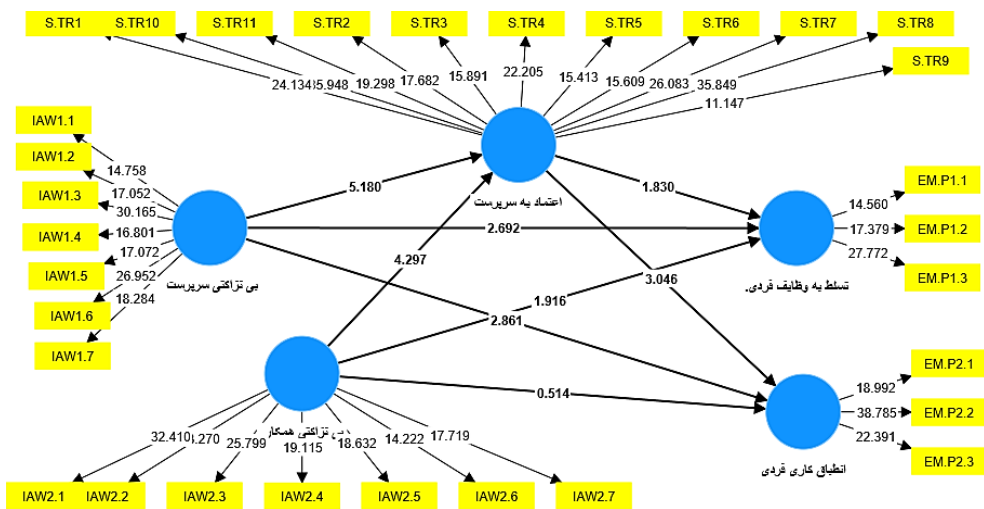 S.TR1 S.TR10 S.TR11 S.TR2 S.TR3 S.TR4 S.TR5 S.TR6 S.TR7 S.TR8
S.TR9
24.134 5.948 19.298 17.682 15.891 22.205 15.413 15.609 26.083 35.849
11.147
IAW1.1
IAW1.2
IAW1.3
IAW1.4
IAW1.5
IAW1.6
IAW1.7
14.758
17.052
30.165
16.801
17.072
26.952
18.284
بی نزاکتی سرپرست
اعتماد به سرپرست
5.180
1.830
2.692
4.297
3.046
1.916
2.861
0.514
EM.P1.1
EM.P1.2
EM.P1.3
14.560
17.379
27.772
تسلط به وظایف فردی.
EM.P2.1
EM.P2.2
EM.P2.3
18.992
38.785
22.391
انطباق کاری فردی
نزاکتی همکار
32.410 .270 25.799 19.115 18.632 14.222 17.719
IAW2.1 IAW2.2 IAW2.3 IAW2.4 IAW2.5 IAW2.6 IAW2.7